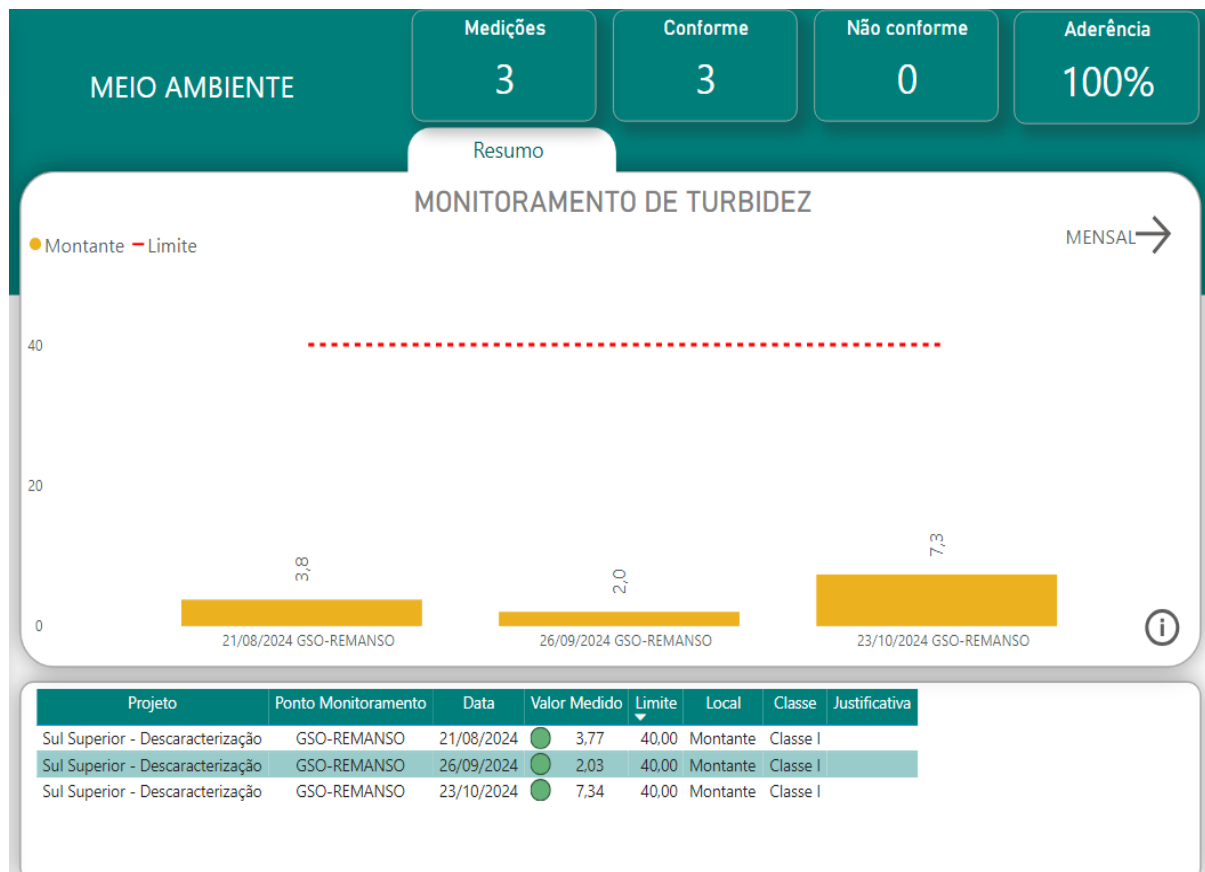 MEIO AMBIENTE
Medições
3
Conforme
3
Não conforme
0
Aderência
100%
Resumo
MONITORAMENTO DE TURBIDEZ
Montante Limite
MENSAL
40
20
0
3,8
2,0
7,3
21/08/2024 GSO-REMANSO
26/09/2024 GSO-REMANSO
23/10/2024 GSO-REMANSO
i
Projeto Ponto Monitoramento Data Valor Medido Limite Local Classe Justificativa
Sul Superior - Descaracterização GSO-REMANSO 21/08/2024 3,77 40,00 Montante Classe I
Sul Superior - Descaracterização GSO-REMANSO 26/09/2024 2,03 40,00 Montante Classe I
Sul Superior - Descaracterização GSO-REMANSO 23/10/2024 7,34 40,00 Montante Classe I